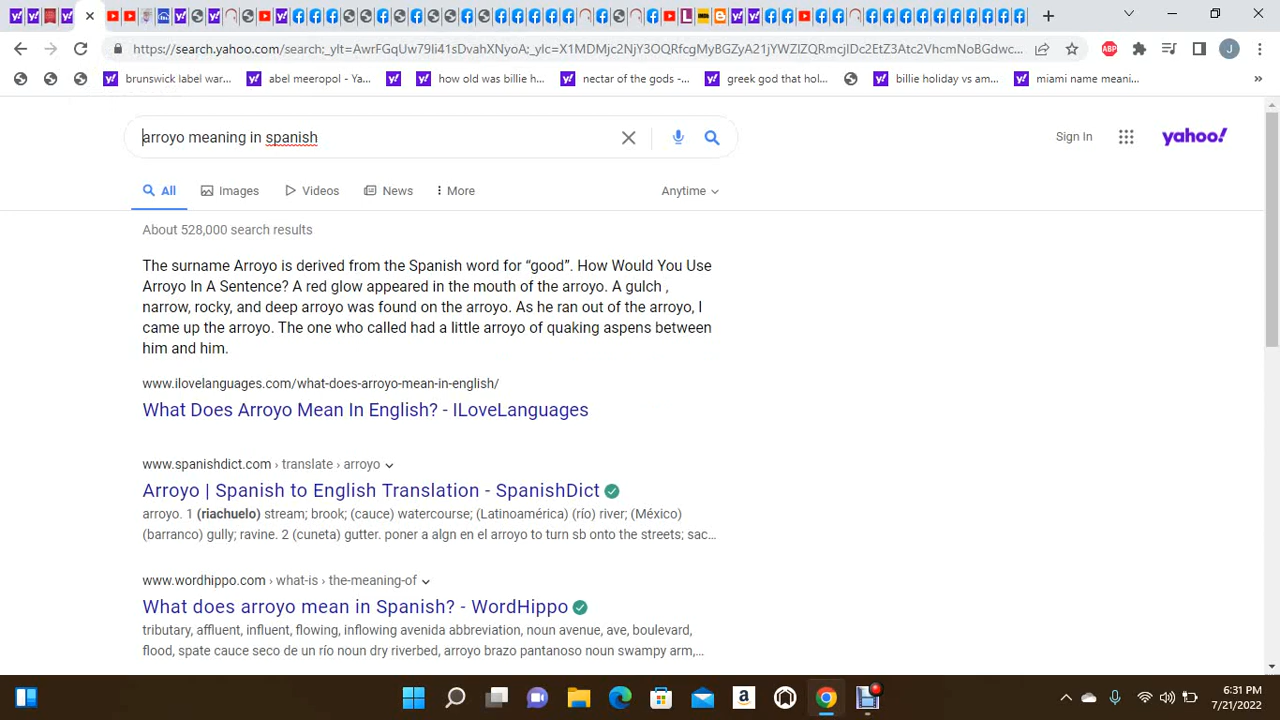 https://search.yahoo.com/search;_ylt=AwrFGqUw79Ii41sDvahXNyoA;_ylc=X1MDMjc2NjY3OQRfcgMyBGZyA21jYWZlZQRmcjIDc2EtZ3Atc2VhcmNoBGdwc...
ABP
J
brunswick label war...
abel meeropol - Ya...
how old was billie h...
nectar of the gods -...
greek god that hol...
billie holiday vs am...
miami name meani...
»
arroyo meaning in spanish
Sign In
yahoo!
All
Images
Videos
News
More
Anytime
About 528,000 search results
The surname Arroyo is derived from the Spanish word for “good”. How Would You Use
Arroyo In A Sentence? A red glow appeared in the mouth of the arroyo. A gulch ,
narrow, rocky, and deep arroyo was found on the arroyo. As he ran out of the arroyo, I
came up the arroyo. The one who called had a little arroyo of quaking aspens between
him and him.
www.ilovelanguages.com/what-does-arroyo-mean-in-english/
What Does Arroyo Mean In English? - ILoveLanguages
www.spanishdict.com › translate › arroyo
Arroyo | Spanish to English Translation - SpanishDict
arroyo. 1 (riachuelo) stream; brook; (cauce) watercourse; (Latinoamérica) (río) river; (México)
(barranco) gully; ravine. 2 (cuneta) gutter. poner a algn en el arroyo to turn sb onto the streets; sac...
www.wordhippo.com › what-is › the-meaning-of
What does arroyo mean in Spanish? - WordHippo
tributary, affluent, influent, flowing, inflowing avenida abbreviation, noun avenue, ave, boulevard,
flood, spate cauce seco de un río noun dry riverbed, arroyo brazo pantanoso noun swampy arm,...
6:31 PM
7/21/2022